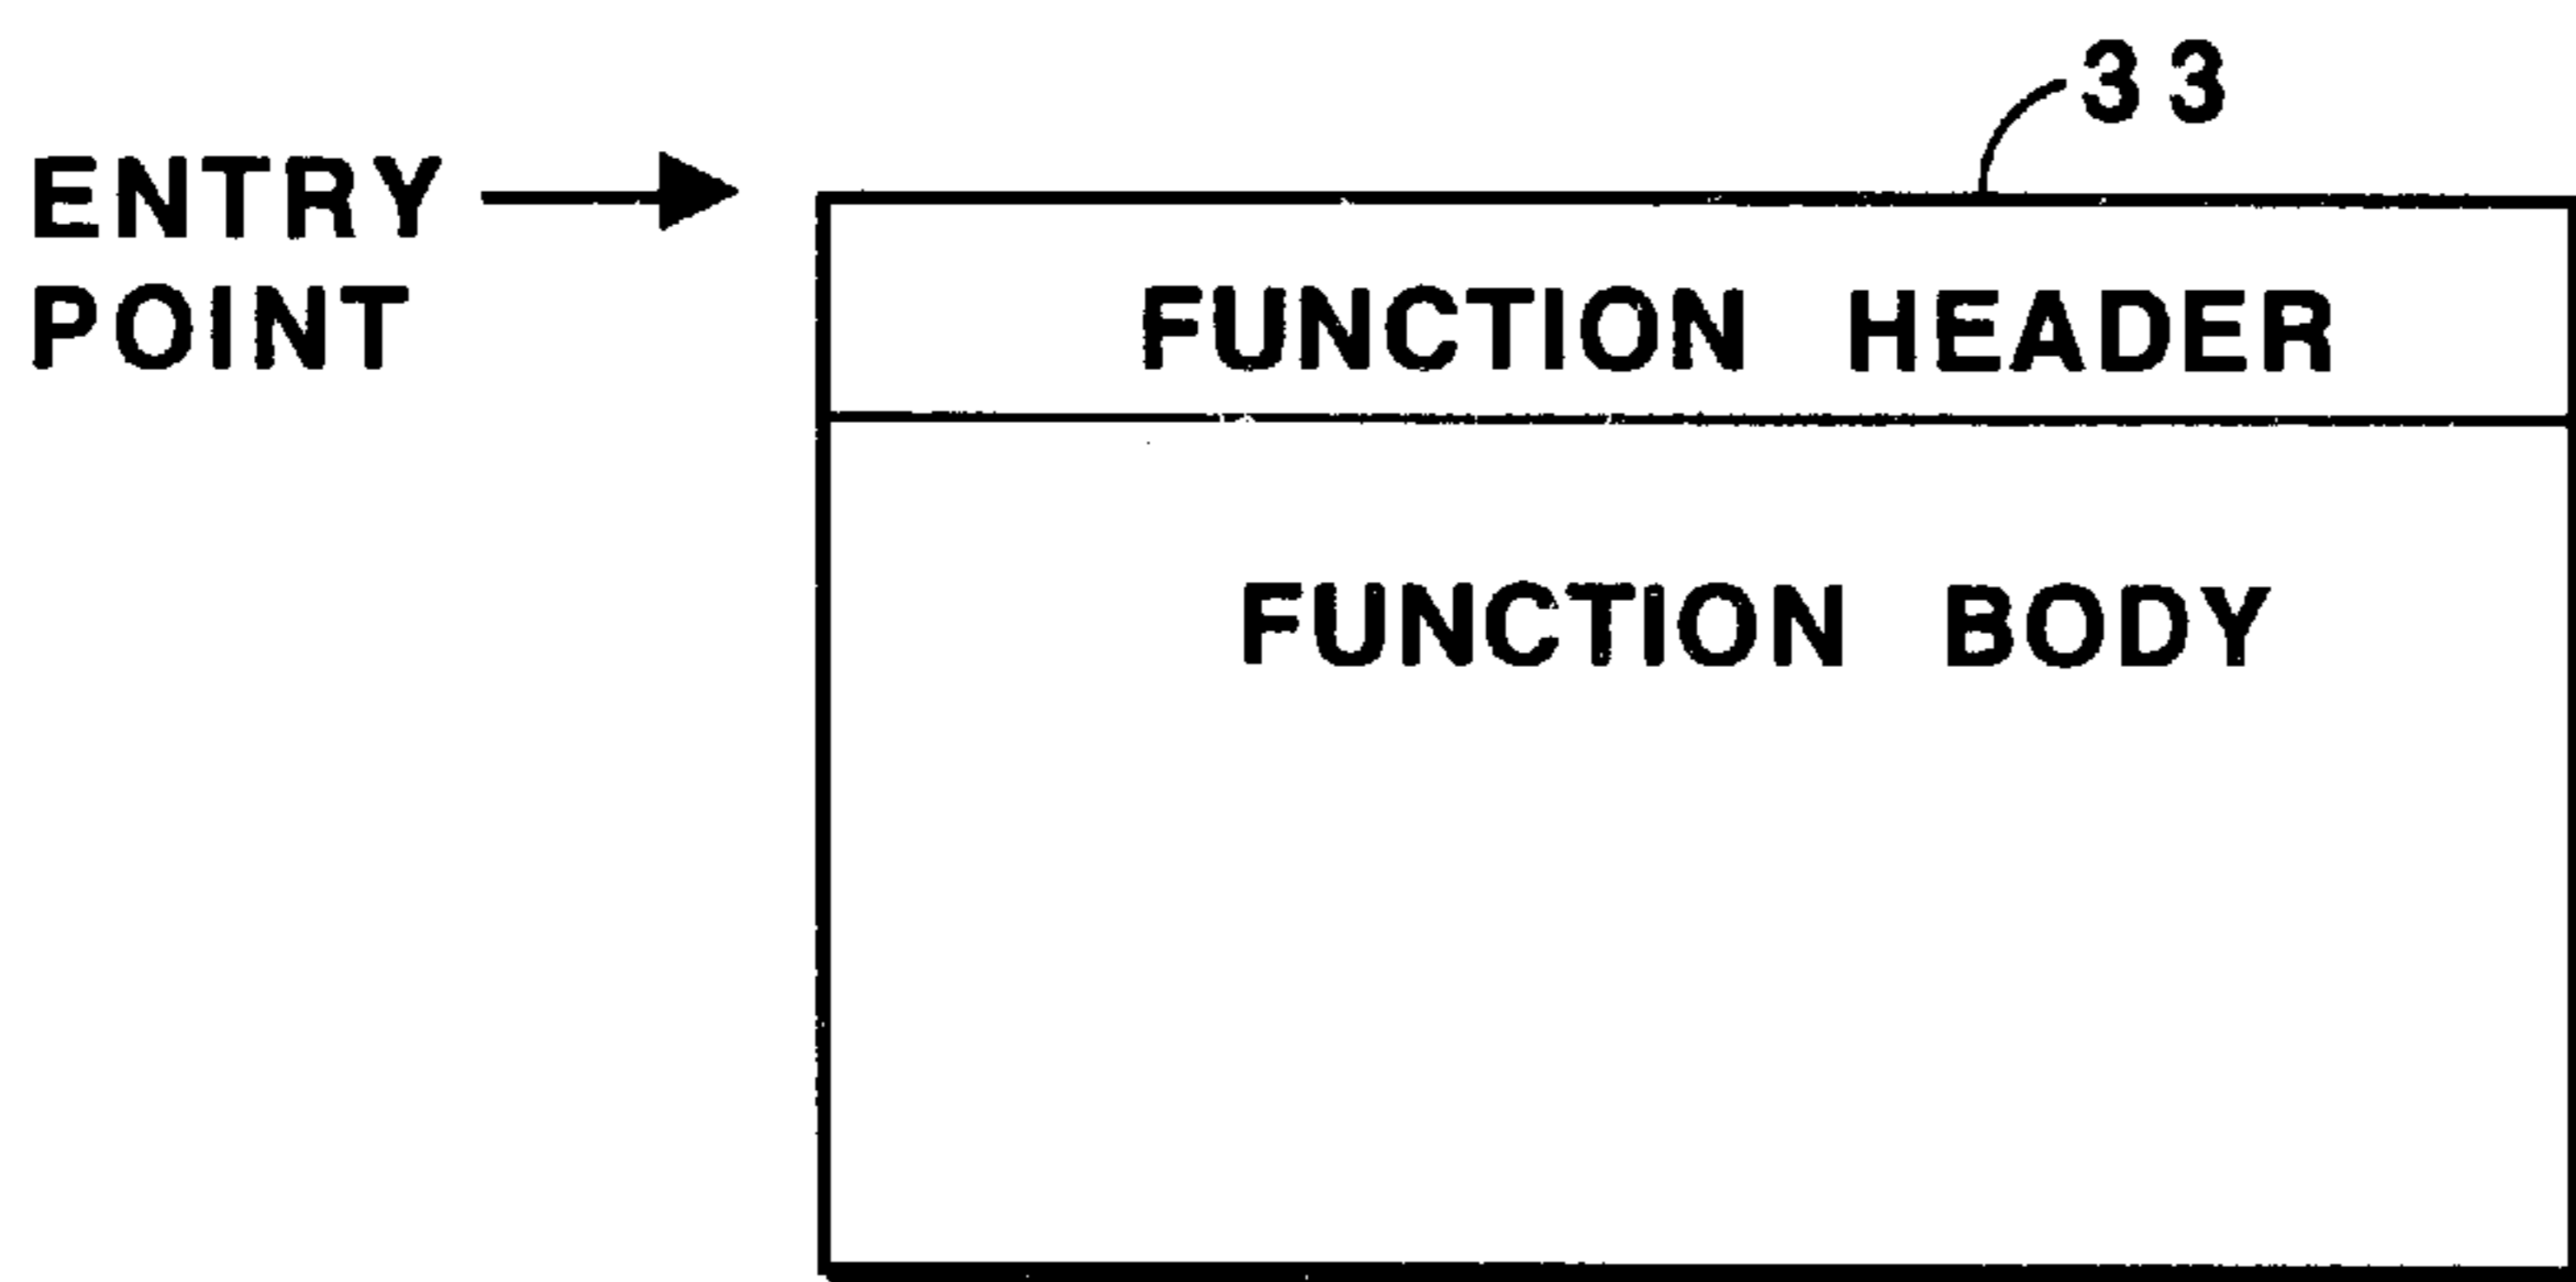 33
ENTRY
POINT
FUNCTION HEADER
FUNCTION BODY